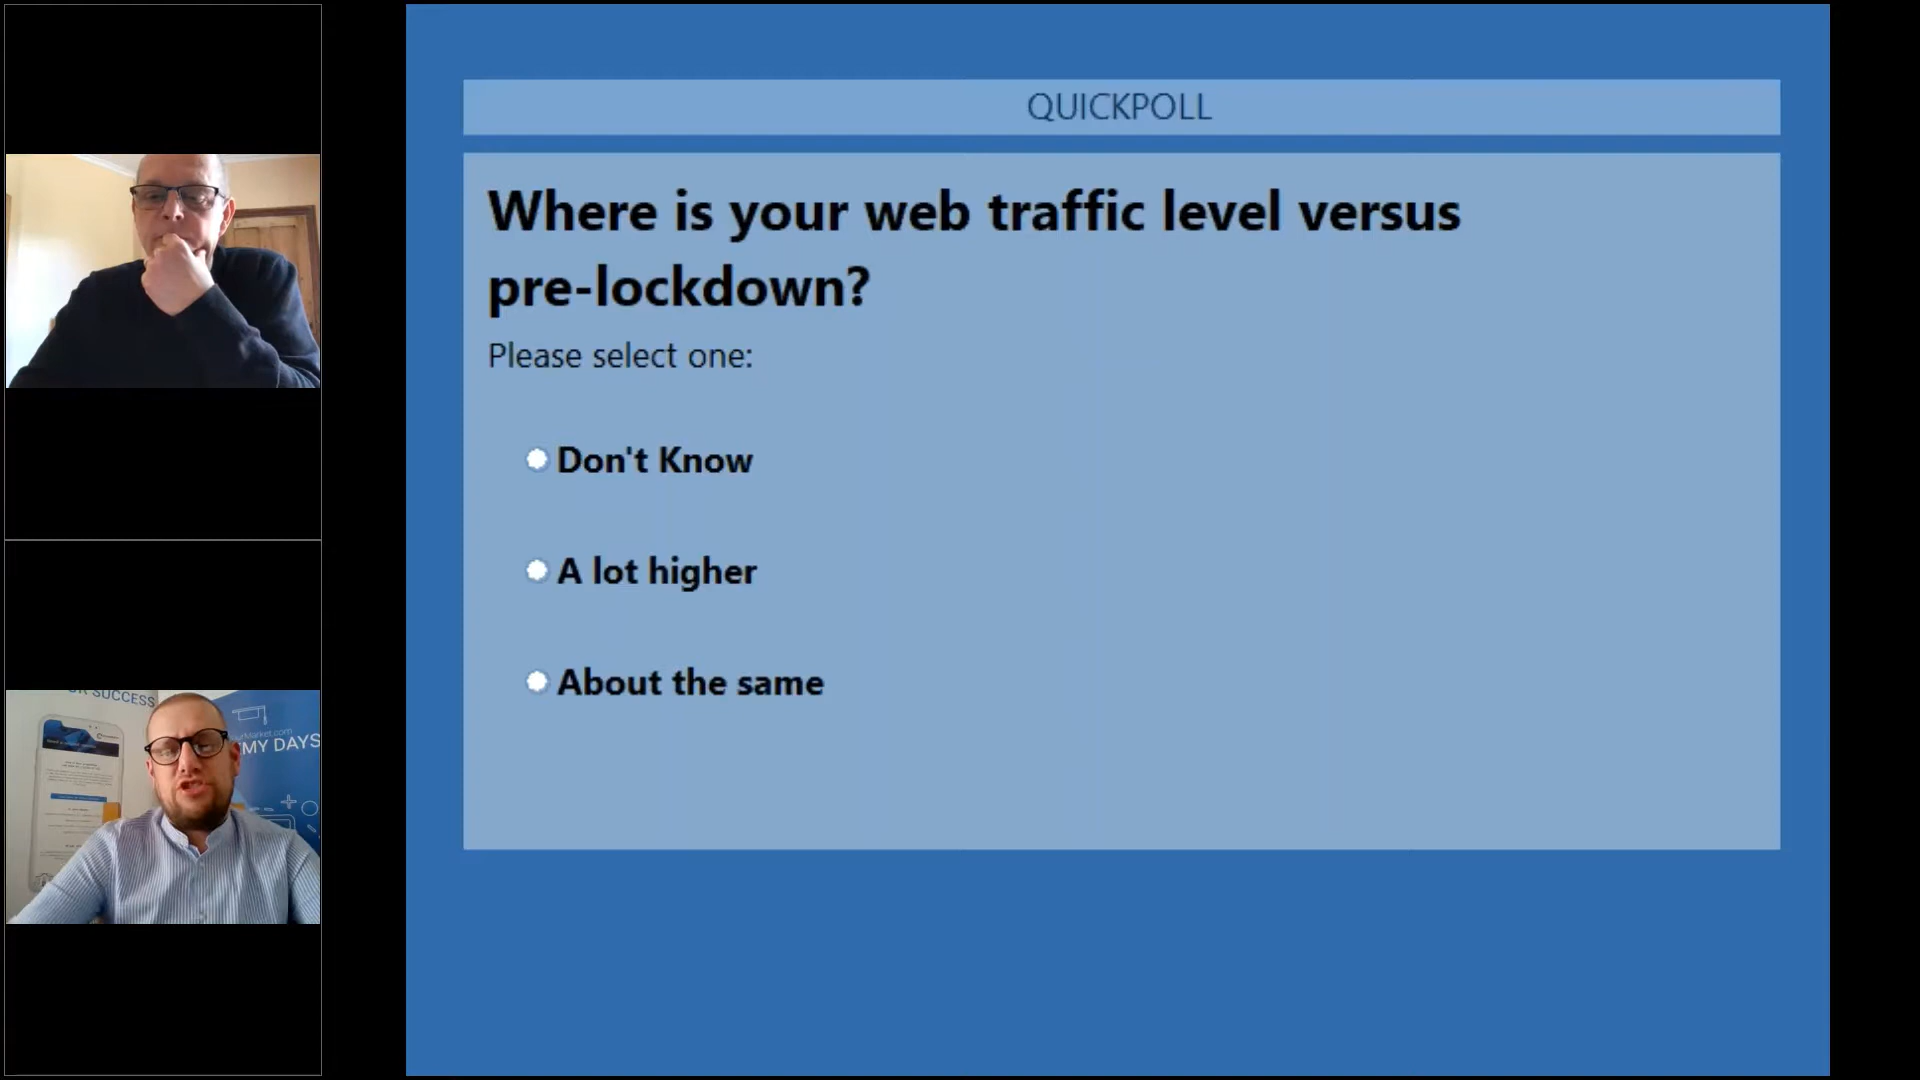 QUICKPOLL
Where is your web traffic level versus
pre-lockdown?
Please select one:
Don't Know
A lot higher
About the same
SUCCESS
MY DAYS